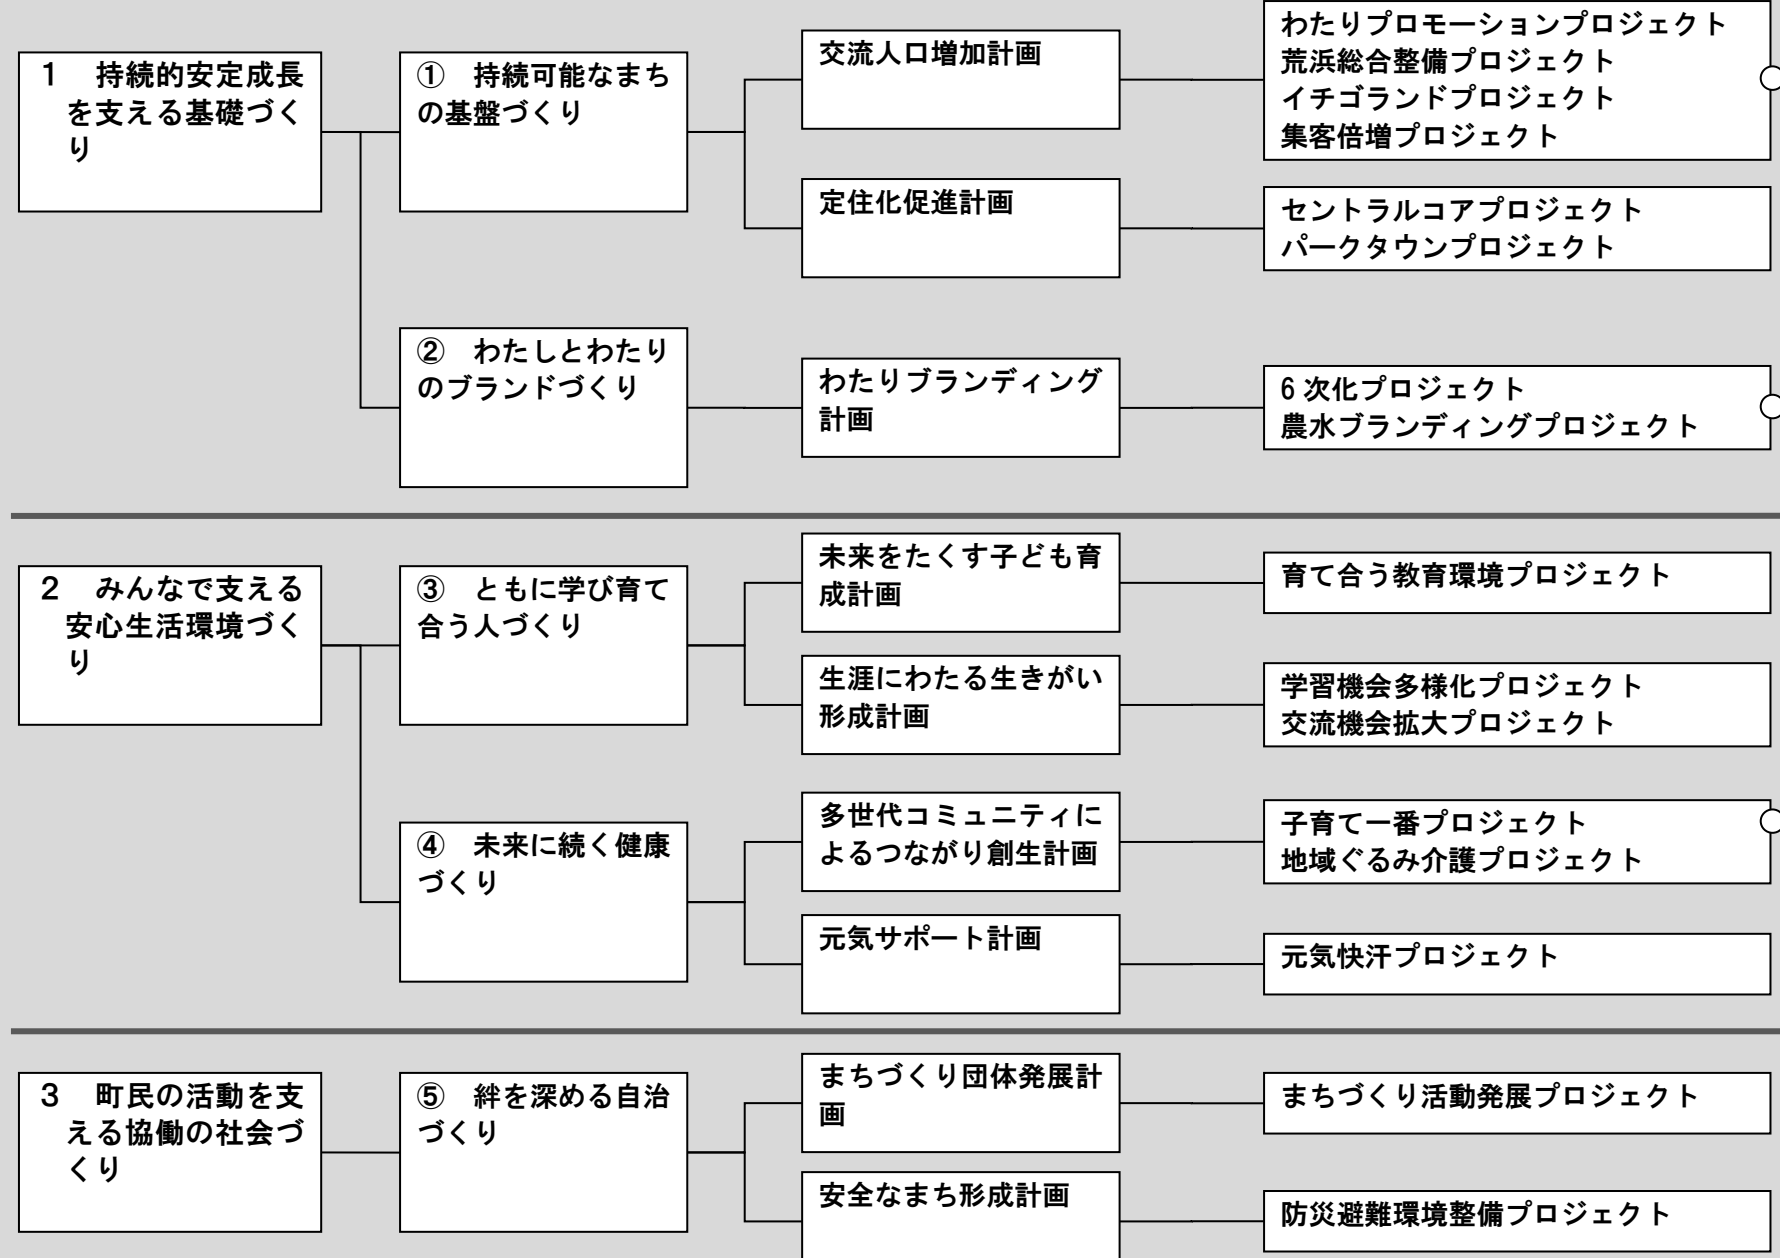 1 持続的安定成長
を支える基礎づく
り
① 持続可能なまち
の基盤づくり
交流人口増加計画
わたりプロモーションプロジェクト
荒浜総合整備プロジェクト
イチゴランドプロジェクト
集客倍増プロジェクト
定住化促進計画
セントラルコアプロジェクト
パークタウンプロジェクト
② わたしとわたり
のブランドづくり
わたりブランディング
計画
6次化プロジェクト
農水ブランディングプロジェクト
2 みんなで支える
安心生活環境づく
り
③ ともに学び育て
合う人づくり
未来をたくす子ども育
成計画
育て合う教育環境プロジェクト
生涯にわたる生きがい
形成計画
学習機会多様化プロジェクト
交流機会拡大プロジェクト
④ 未来に続く健康
づくり
多世代コミュニティに
よるつながり創生計画
子育て一番プロジェクト
地域ぐるみ介護プロジェクト
元気サポート計画
元気快汗プロジェクト
3 町民の活動を支
える協働の社会づ
くり
⑤ 絆を深める自治
づくり
まちづくり団体発展計
画
まちづくり活動発展プロジェクト
安全なまち形成計画
防災避難環境整備プロジェクト